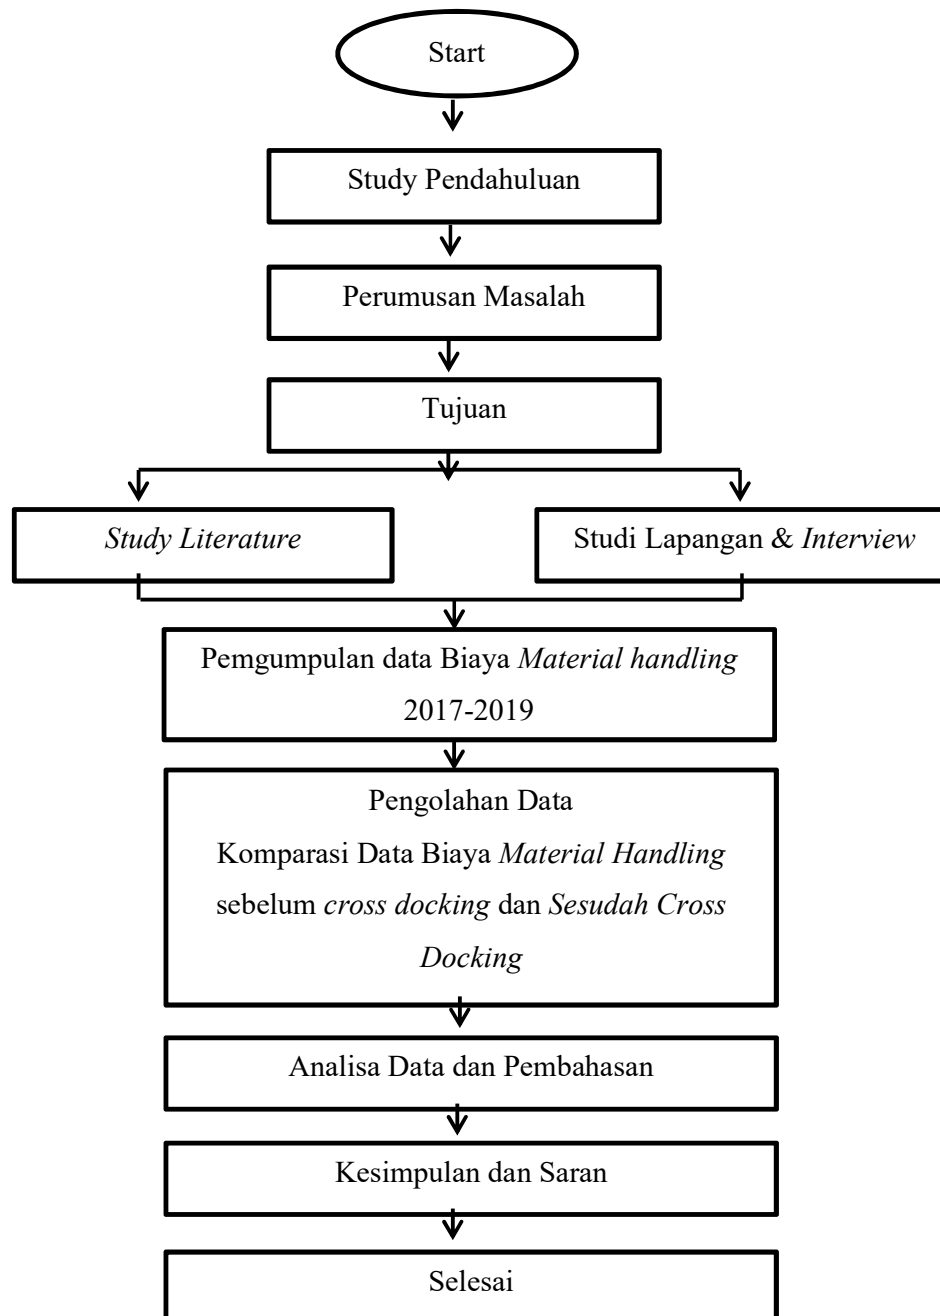 Start
Study Pendahuluan
Perumusan Masalah
Tujuan
Study Literature
Studi Lapangan & Interview
Pemgumpulan data Biaya Material handling
2017-2019
Pengolahan Data
Komparasi Data Biaya Material Handling
sebelum cross docking dan Sesudah Cross
Docking
Analisa Data dan Pembahasan
Kesimpulan dan Saran
Selesai